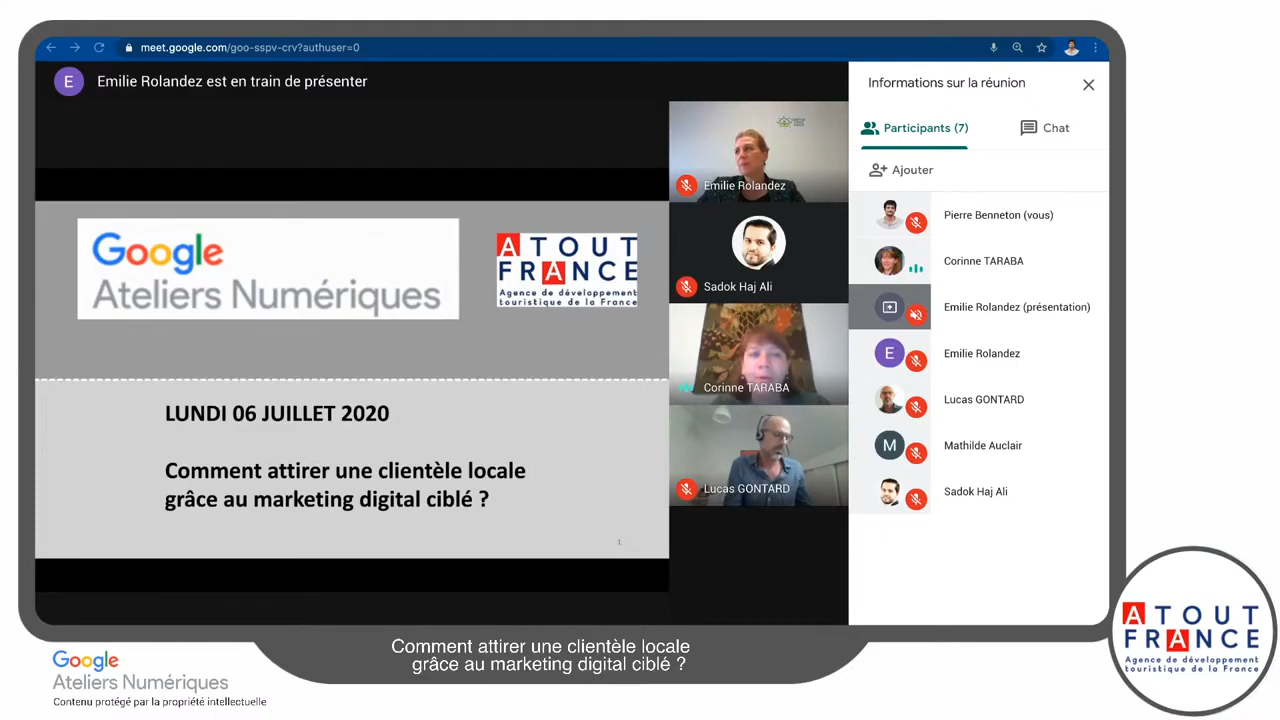 meet.google.com/goo-sspv-crv?authuser=0
E
Emilie Rolandez est en train de présenter
Informations sur la réunion
Participants (7)
Chat
Ajouter
Pierre Benneton (vous)
Corinne TARABA
Emilie Rolandez (présentation)
E
Emilie Rolandez
Lucas GONTARD
M
Mathilde Auclair
Sadok Haj Ali
Emilie Rolandez
Sadok Haj Ali
Corinne TARABA
Lucas GONTARD
Google
Ateliers Numériques
ATOUT
FRANCE
Agence de développement
touristique de la France
LUNDI 06 JUILLET 2020
Comment attirer une clientèle locale
grâce au marketing digital ciblé ?
1
Comment attirer une clientèle locale
grâce au marketing digital ciblé ?
Google
Ateliers Numériques
Contenu protégé par la propriété intellectuelle
ATOUT
FRANCE
Agence de développement
touristique de la France